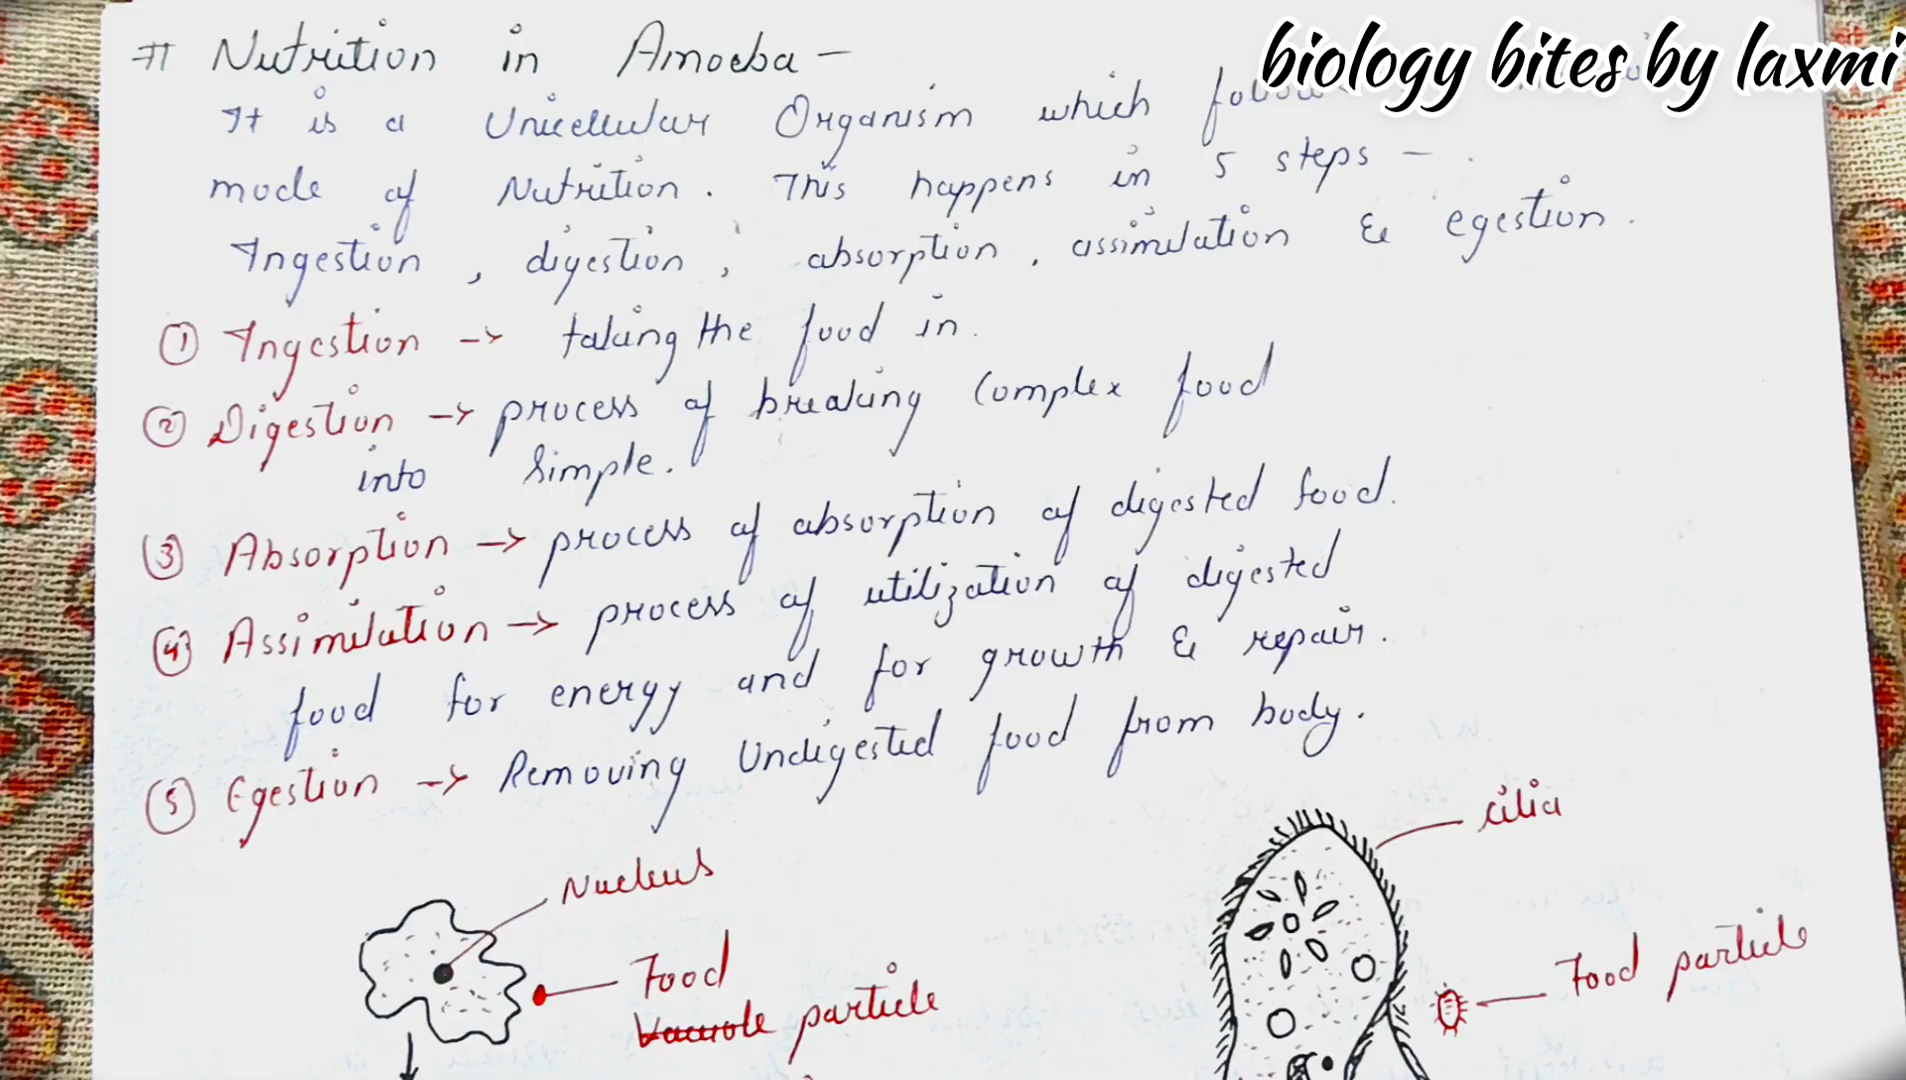 biology bites by laxmi
# Nutrition in Amoeba –
It is a Unicellular Organism which follow
mode of Nutrition. This happens in 5 steps –
Ingestion, digestion, absorption, assimilation & egestion.
① Ingestion → taking the food in.
② Digestion → process of breaking Complex food
into simple.
③ Absorption → process of absorption of digested food.
④ Assimilation → process of utilization of digested
food for energy and for growth & repair.
⑤ Egestion → Removing Undigested food from body.
cilia
Nucleus
Food
Vacuole particle
Food particle